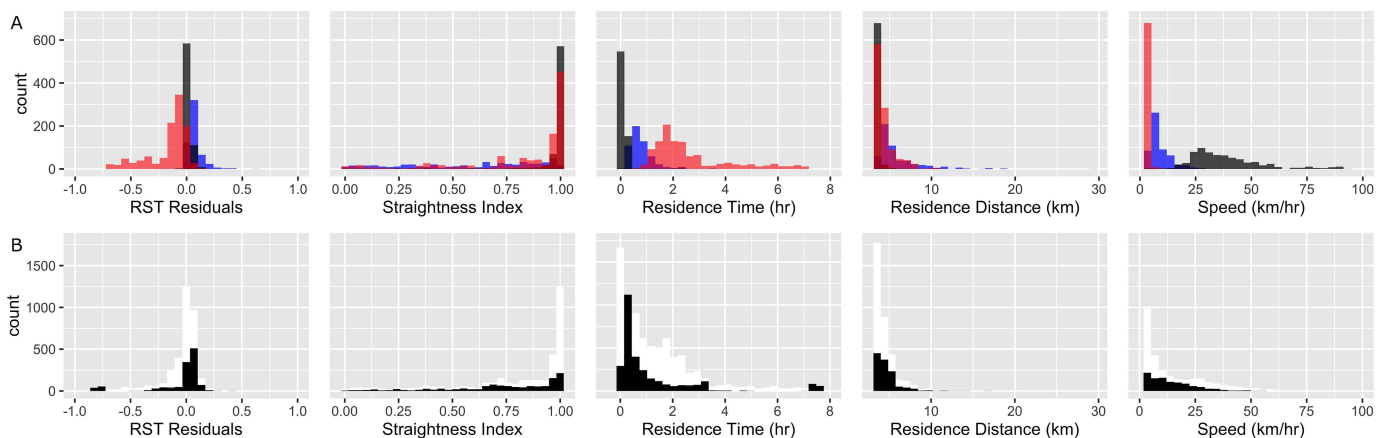 A
count
600
400
200
0
-1.0 -0.5 0.0 0.5 1.0
RST Residuals
0.00 0.25 0.50 0.75 1.00
Straightness Index
0 2 4 6 8
Residence Time (hr)
10 20 30
Residence Distance (km)
0 25 50 75 100
Speed (km/hr)
B
count
1500
1000
500
0
-1.0 -0.5 0.0 0.5 1.0
RST Residuals
0.00 0.25 0.50 0.75 1.00
Straightness Index
0 2 4 6 8
Residence Time (hr)
10 20 30
Residence Distance (km)
0 25 50 75 100
Speed (km/hr)